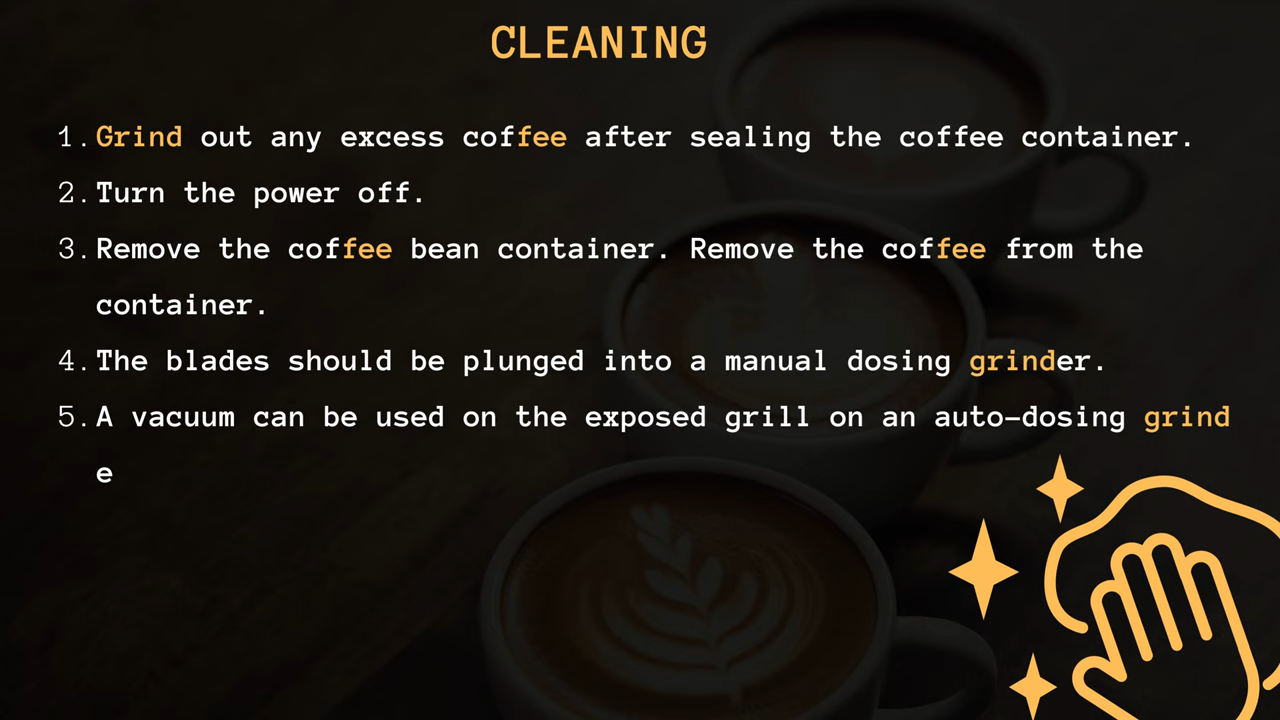 CLEANING
1. Grind out any excess coffee after sealing the coffee container.
2. Turn the power off.
3. Remove the coffee bean container. Remove the coffee from the
container.
4. The blades should be plunged into a manual dosing grinder.
5. A vacuum can be used on the exposed grill on an auto-dosing grind
e